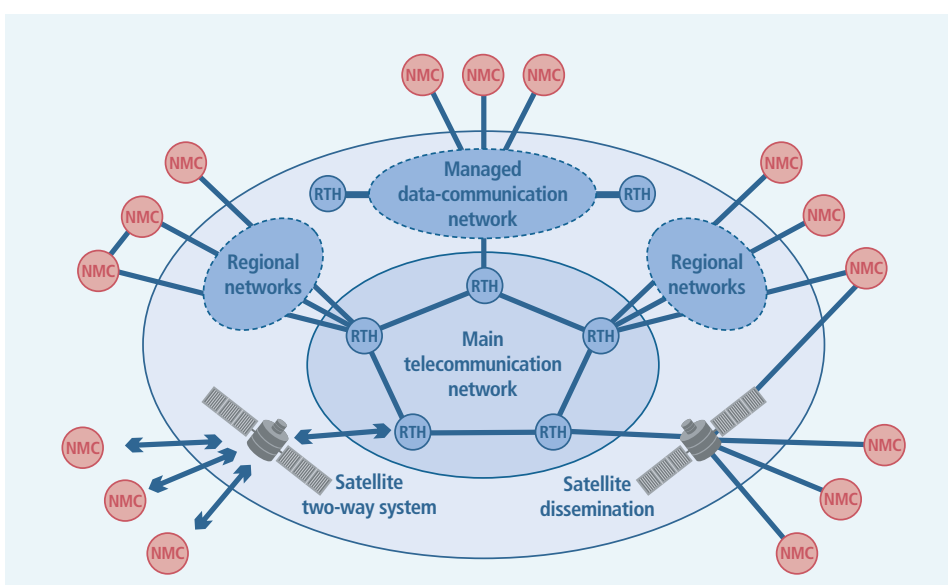 NMC
NMC
NMC
NMC
NMC
Managed
data-communication
network
RTH
RTH
NMC
NMC
NMC
NMC
Regional
networks
Regional
networks
RTH
RTH
RTH
Main
telecommunication
network
RTH
RTH
NMC
NMC
Satellite
two-way system
Satellite
dissemination
NMC
NMC
NMC
NMC